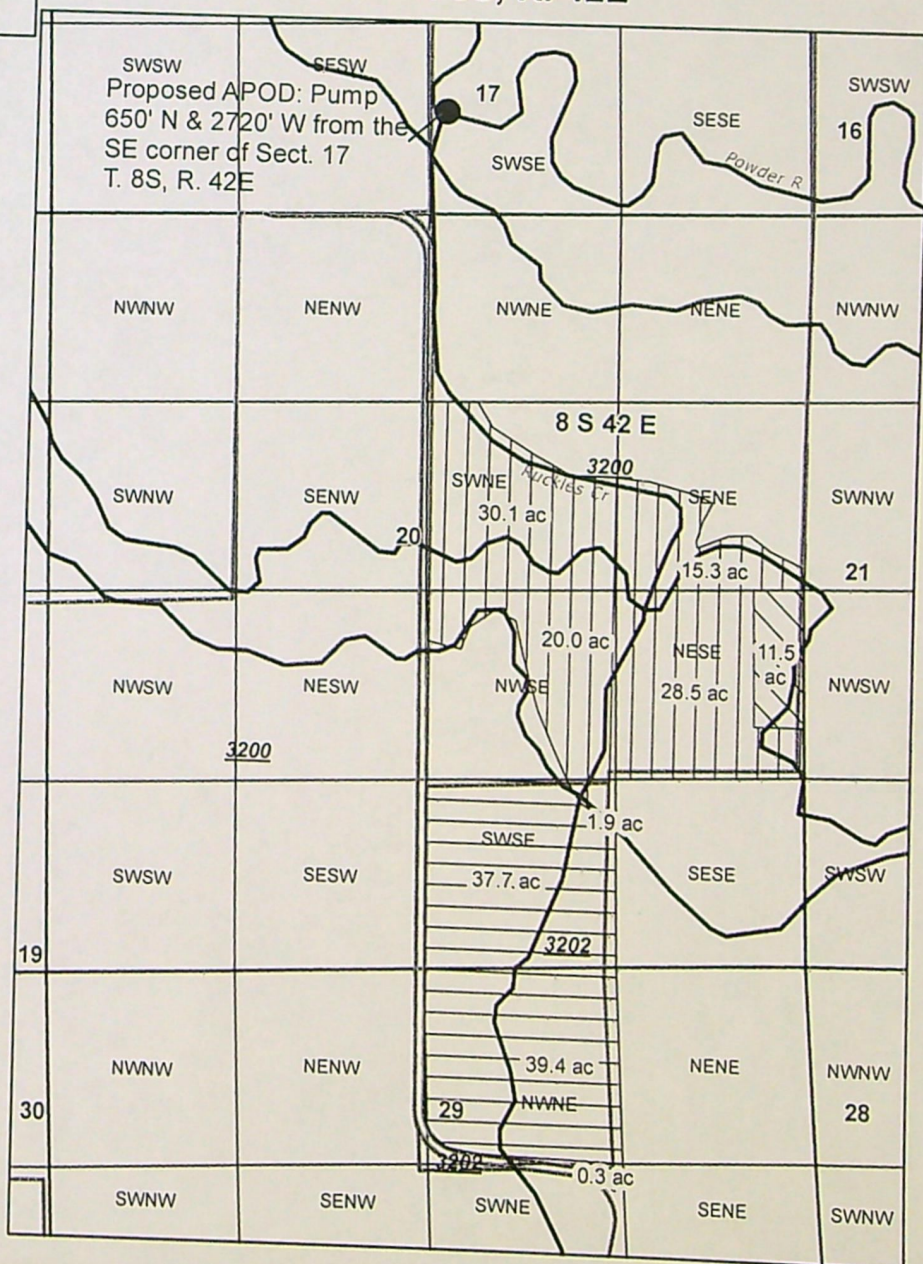 SWSW
SESW
17
SWSW
Proposed APOD: Pump
650' N & 2720' W from the
SE corner of Sect. 17
T. 8S, R. 42E
SESE
16
SWSE
Powder R
NWNW
NENW
NWNE
NENE
NWNW
8 S 42 E
3200
SWNE
Ruckles Cr
SWNW
SENW
SENE
SWNW
30.1 ac
20
15.3 ac
21
20.0 ac
NESE
11.5
ac
NWSW
NESW
NWSE
28.5 ac
NWSW
3200
1.9 ac
SWSE
SWSW
SESW
37.7 ac
SESE
SWSW
19
3202
NWNW
NENW
39.4 ac
NENE
NWNW
30
29
NWNE
28
3202
0.3 ac
SWNW
SENW
SWNE
SENE
SWNW